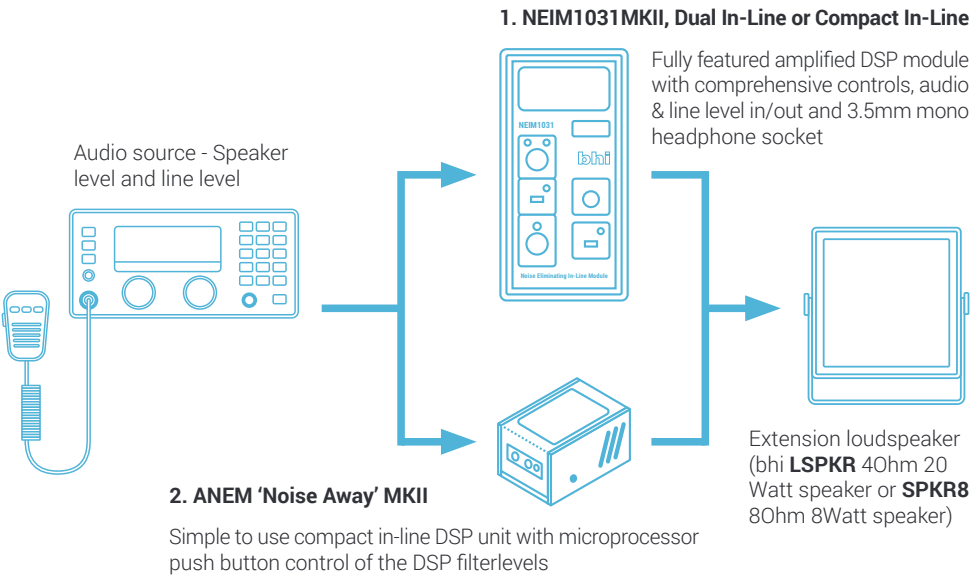 1. NEIM1031MKII, Dual In-Line or Compact In-Line
Fully featured amplified DSP module
with comprehensive controls, audio
& line level in/out and 3.5mm mono
headphone socket
NEIM1031
bhi
Noise Eliminating In-Line Module
Audio source - Speaker
level and line level
2. ANEM ‘Noise Away’ MKII
Simple to use compact in-line DSP unit with microprocessor
push button control of the DSP filterlevels
Extension loudspeaker
(bhi LSPKR 4Ohm 20
Watt speaker or SPKR8
8Ohm 8Watt speaker)